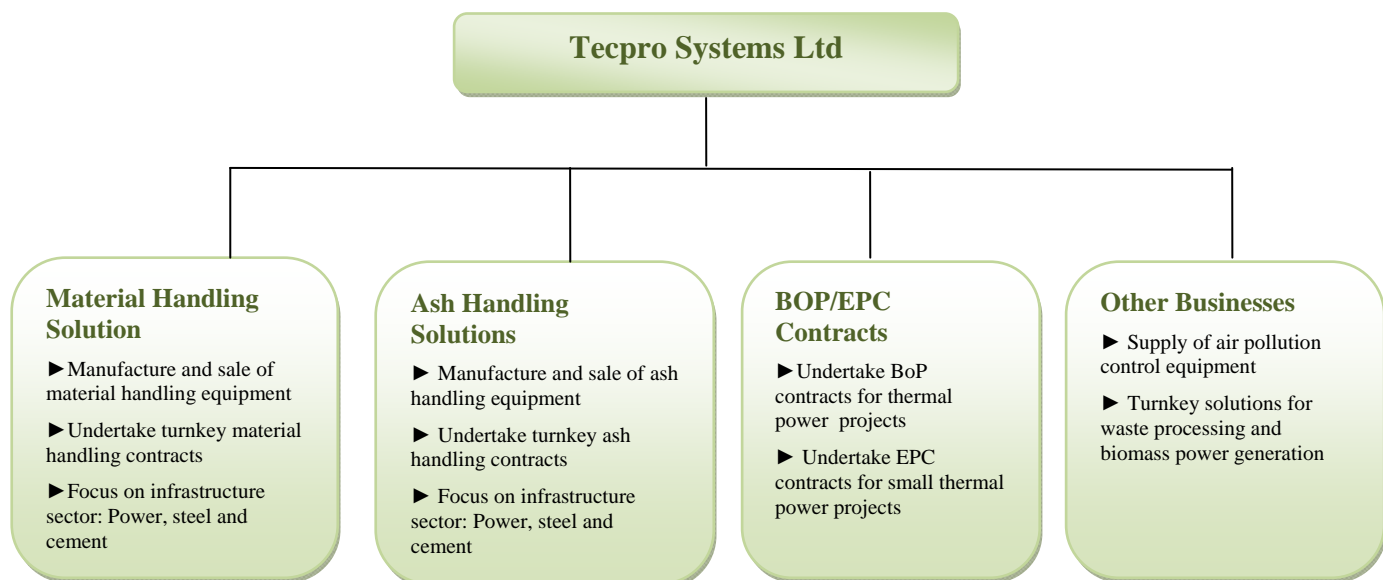 Tecpro Systems Ltd
Material Handling
Solution
►Manufacture and sale of
material handling equipment
►Undertake turnkey material
handling contracts
►Focus on infrastructure
sector: Power, steel and
cement
Ash Handling
Solutions
► Manufacture and sale of ash
handling equipment
► Undertake turnkey ash
handling contracts
► Focus on infrastructure
sector: Power, steel and
cement
BOP/EPC
Contracts
►Undertake BoP
contracts for thermal
power projects
► Undertake EPC
contracts for small thermal
power projects
Other Businesses
► Supply of air pollution
control equipment
► Turnkey solutions for
waste processing and
biomass power generation